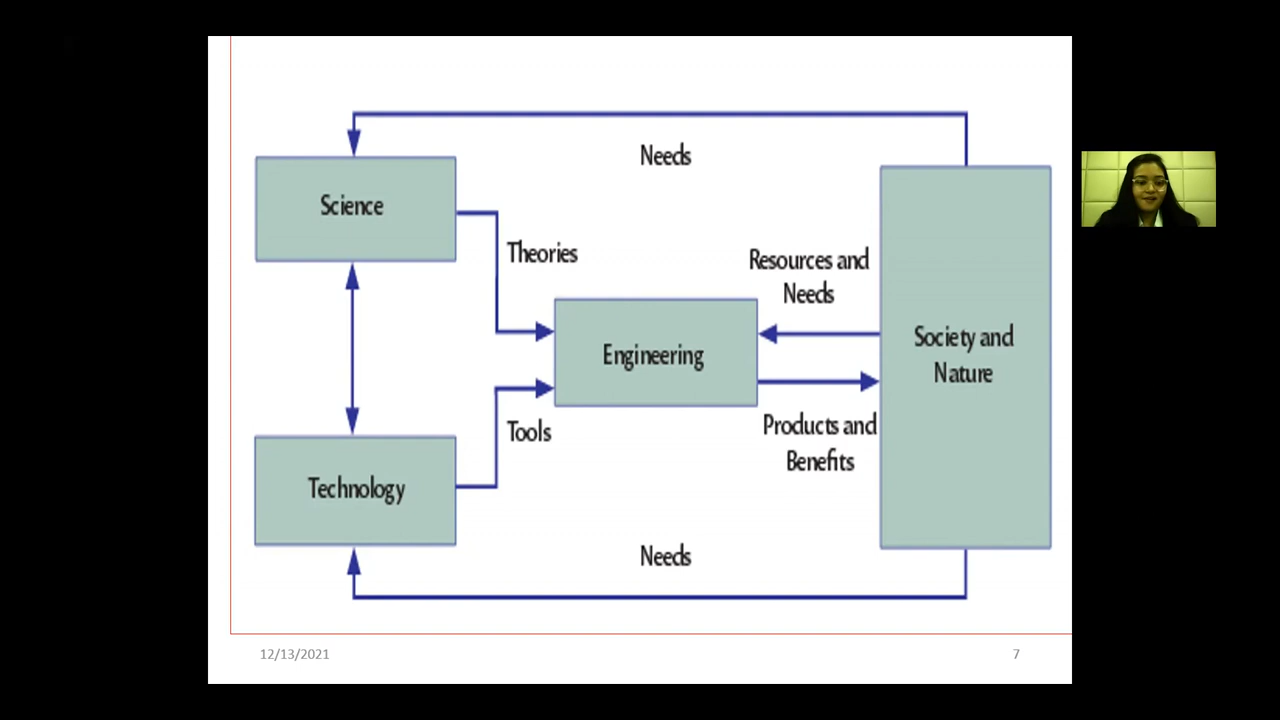 Needs
Science
Theories
Resources and
Needs
Engineering
Society and
Nature
Tools
Products and
Benefits
Technology
Needs
12/13/2021
7